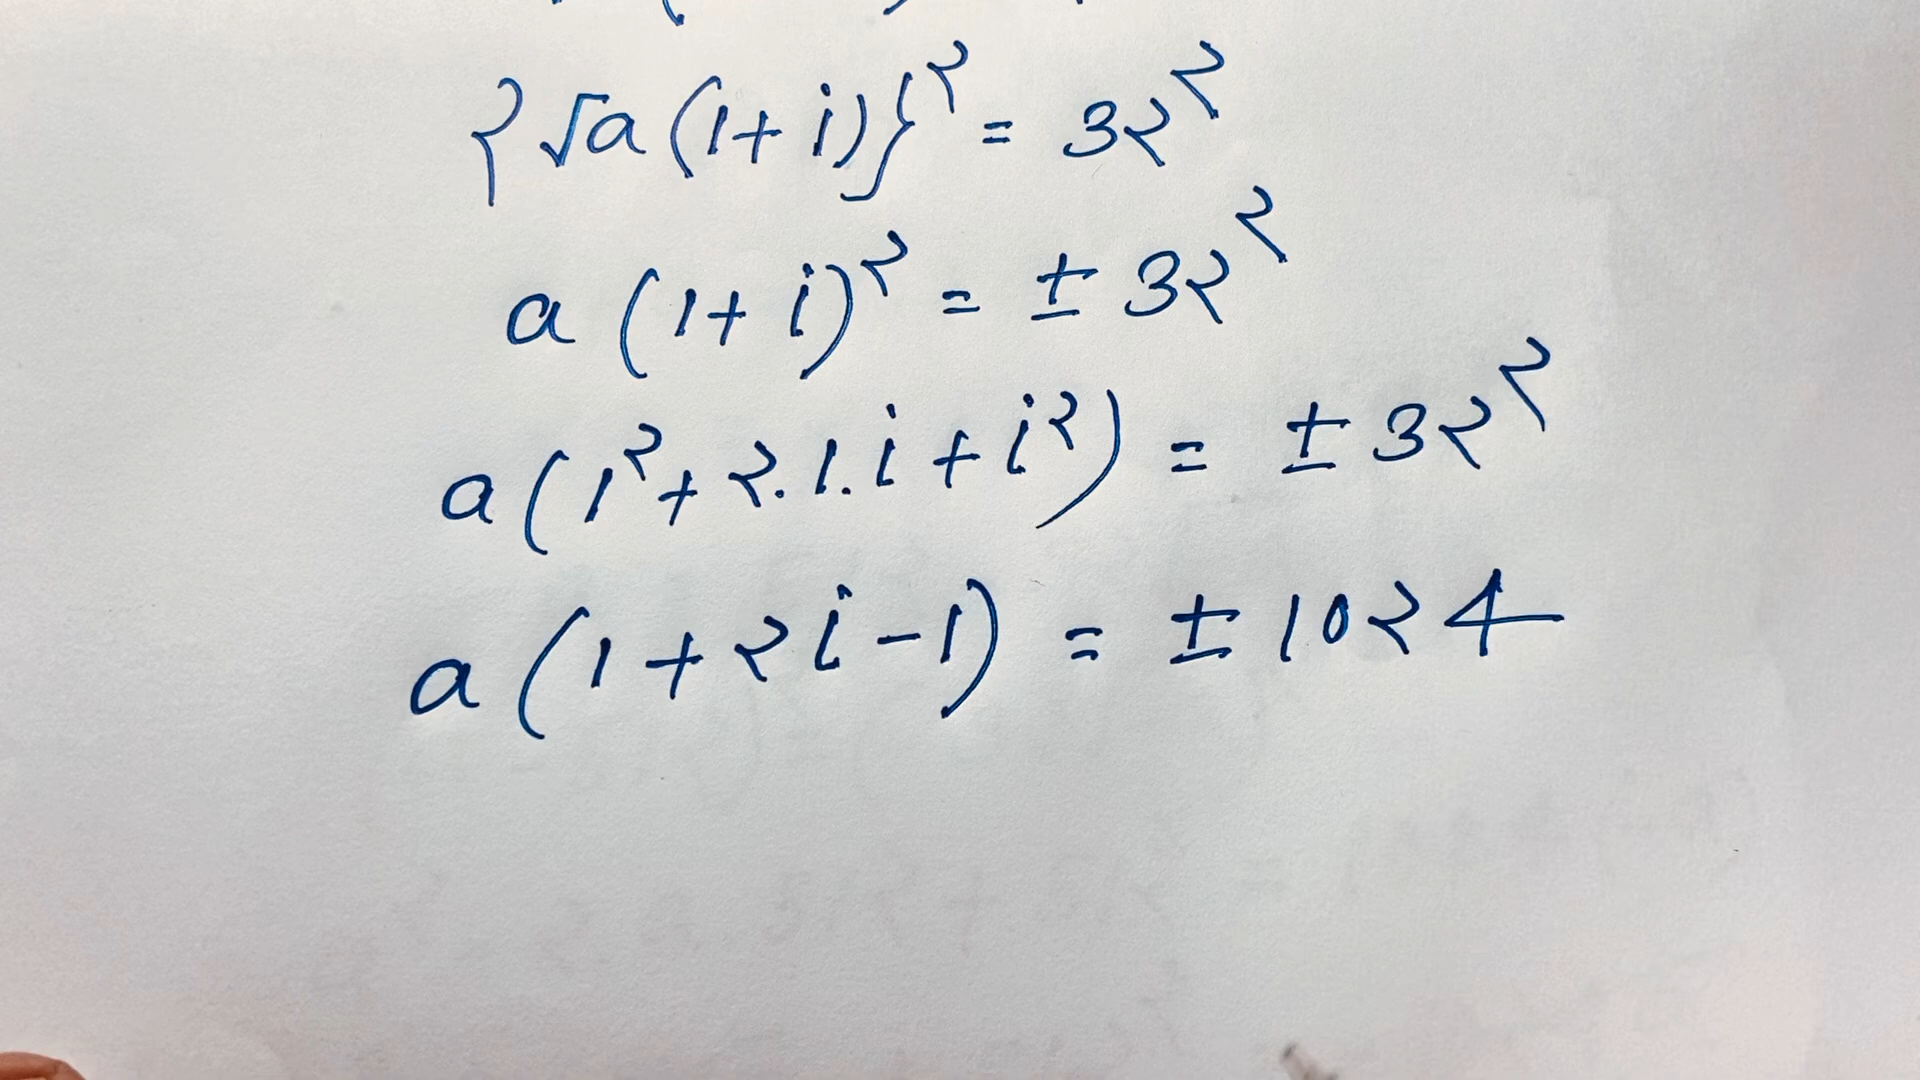 {√a (1 + i)}² = 32²
a (1 + i)² = ± 32²
a (1² + 2.1.i + i²) = ± 32²
a (1 + 2i - 1) = ± 1024